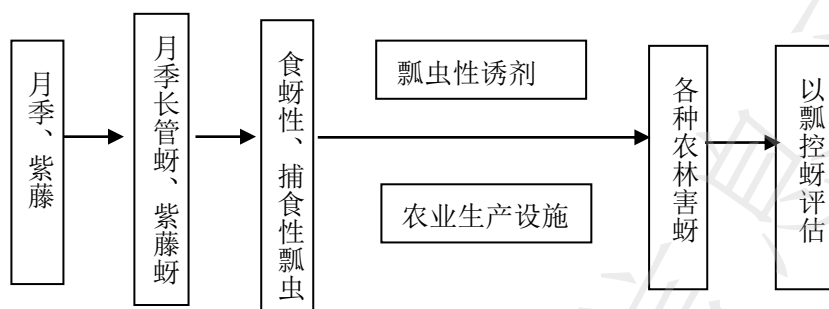 月季、紫藤
月季长管蚜、紫藤蚜
食蚜性、捕食性瓢虫
瓢虫性诱剂
农业生产设施
各种农林害蚜
以瓢控蚜评估